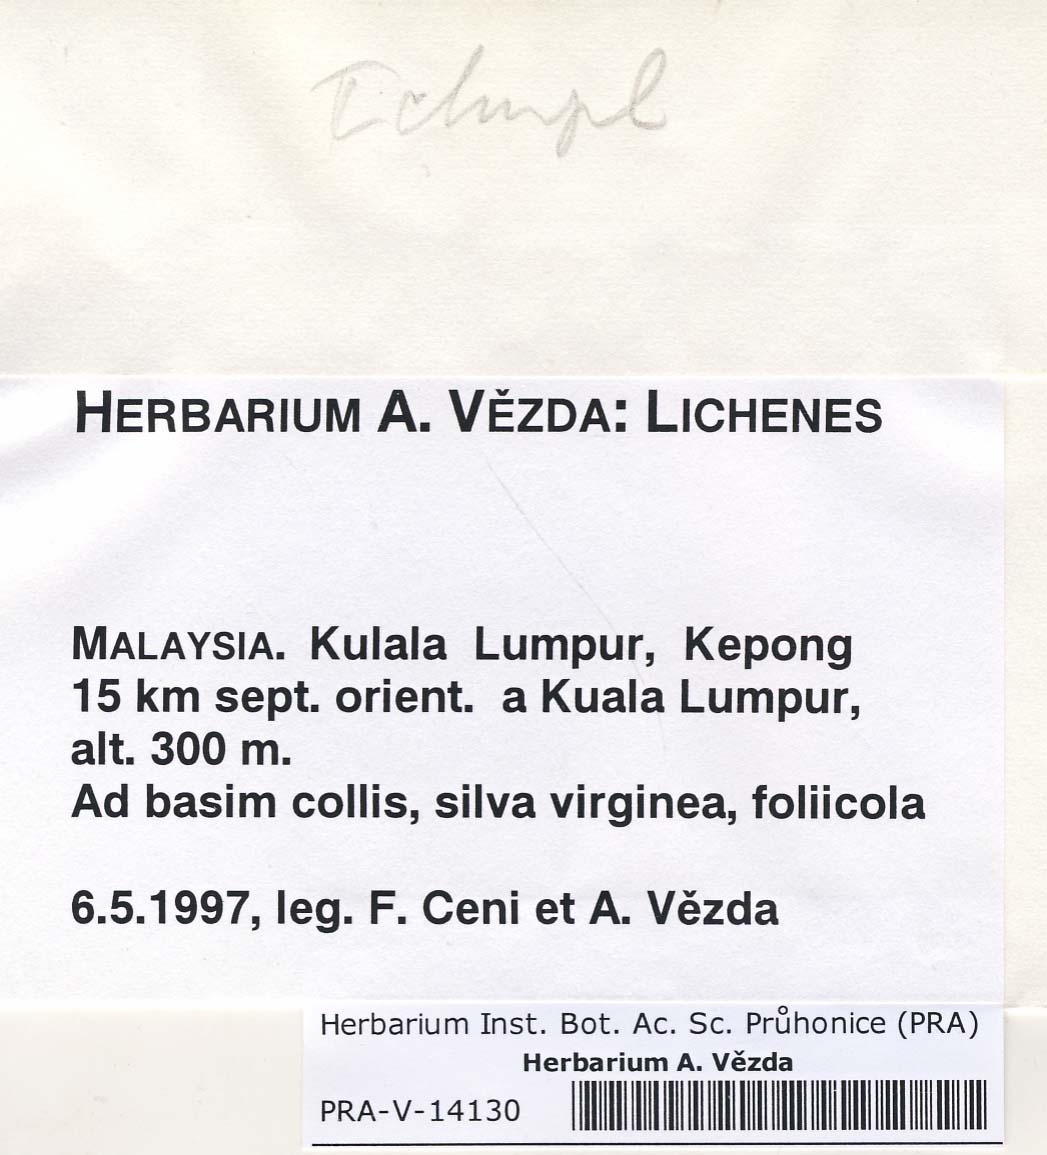 HERBARIUM A. VĚZDA: LICHENES
MALAYSIA. Kulala Lumpur, Kepong
15 km sept. orient. a Kuala Lumpur,
alt. 300 m.
Ad basim collis, silva virginea, foliicola
6.5.1997, leg. F. Ceni et A. Vězda
Herbarium Inst. Bot. Ac. Sc. Průhonice (PRA)
Herbarium A. Vězda
PRA-V-14130